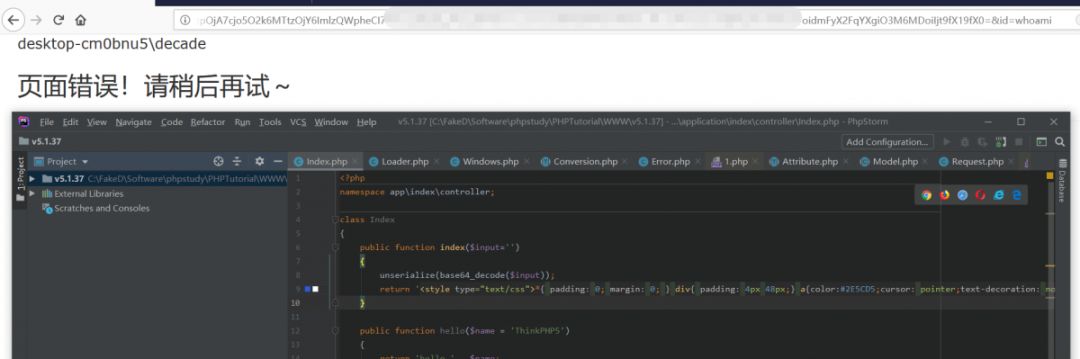 pOjA7cjo5O2k6MTtzOjY6ImlzQWpheCI7 oidmFyX2FqYXgiO3M6MDoiIjt9fX19fX0=&id=whoami
desktop-cm0bnu5\decade
页面错误！请稍后再试～
File Edit View Navigate Code Refactor Run Tools VCS Window Help v5.1.37 [C:\FakeD\Software\phpstudy\PHPTutorial\WWW\v5.1.37] - ...\application\index\controller\Index.php - PhpStorm
v5.1.37 Add Configuration...
1: Project
Project
Index.php Loader.php Windows.php Conversion.php Error.php 1.php Attribute.php Model.php Request.php
Database
v5.1.37 C:\FakeD\Software\phpstudy\PHPTutorial\WWW\
External Libraries
Scratches and Consoles
1 <?php
2 namespace app\index\controller;
3
4 class Index
5 {
6 public function index($input='')
7 {
8 unserialize(base64_decode($input));
9 return '<style type="text/css">*{ padding: 0; margin: 0; } div{ padding: 4px 48px;} a{color:#2E5CD5;cursor: pointer;text-decoration: no
10 }
11
12 public function hello($name = 'ThinkPHP5')
13 {
14 return 'hello,' . $name;